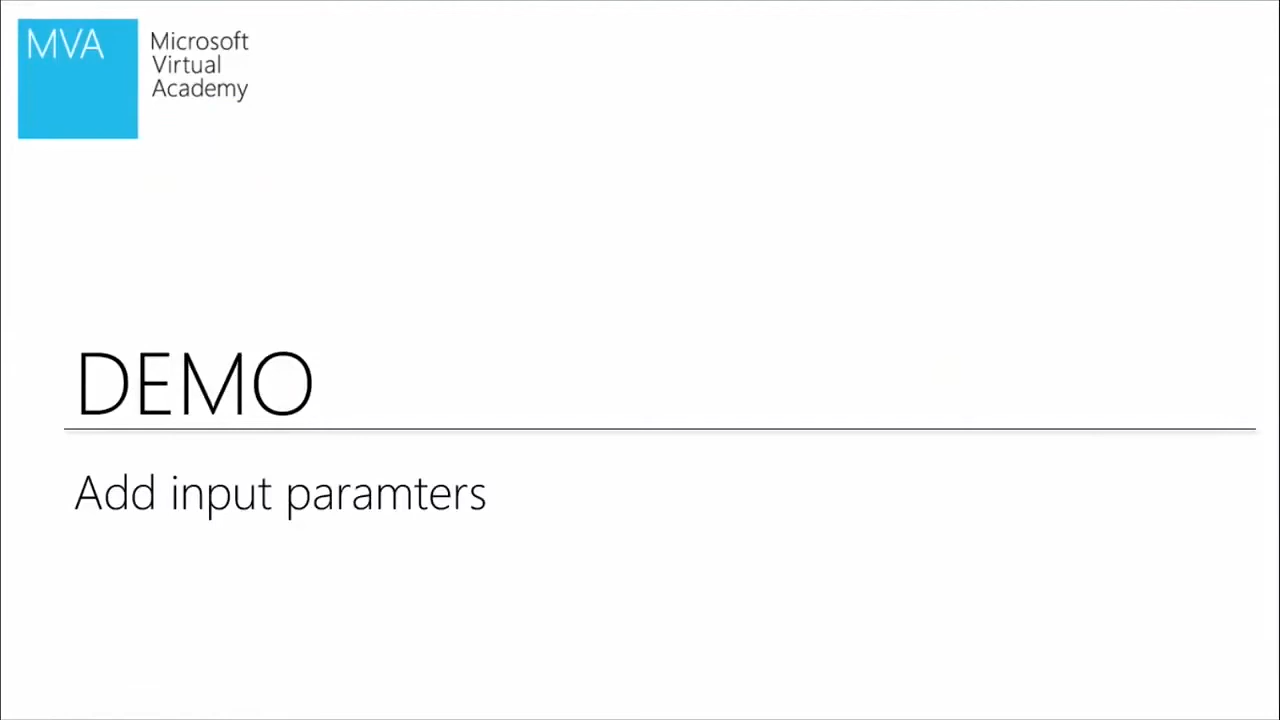 MVA
Microsoft
Virtual
Academy
DEMO
Add input paramters